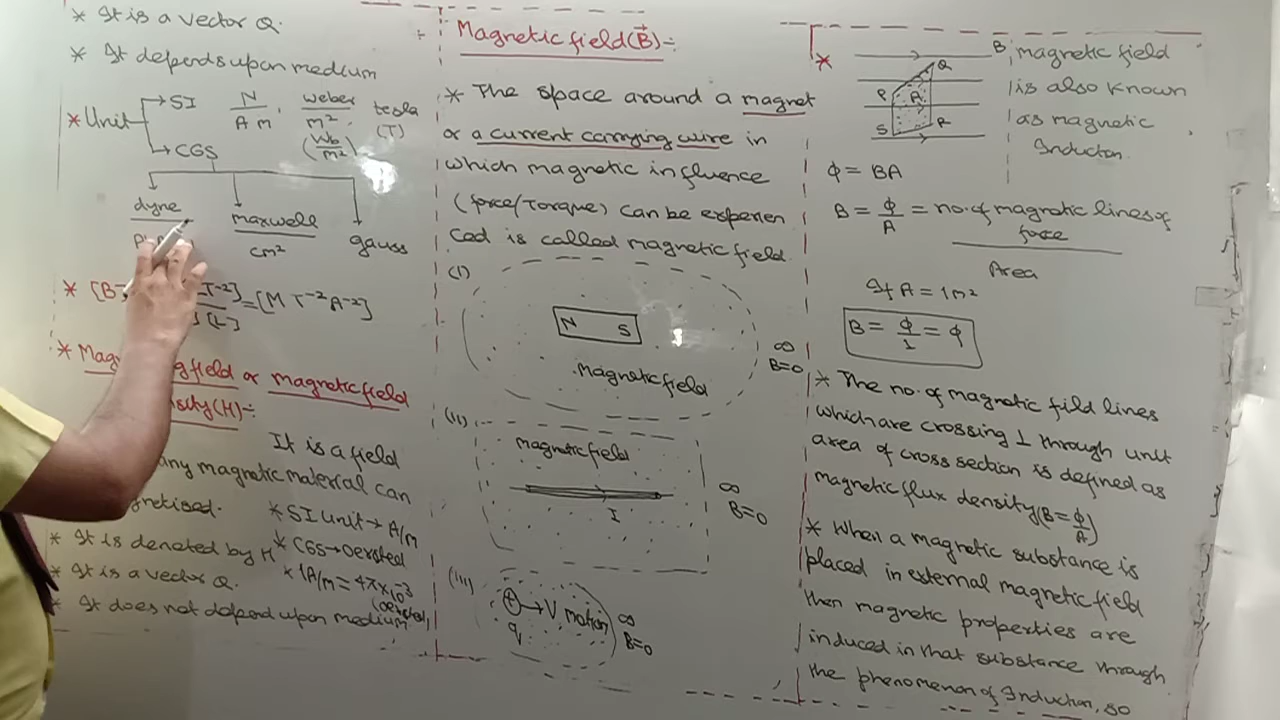 * It is a vector Q.
* It depends upon medium
* Unit
SI N/Am, weber/m², tesla
(Wb/m²) (T)
CGS
dyne
maxwell/cm²
gauss
* T⁻²] = [M T⁻² A⁻²]
[L]
* field or magnetic field
(H)-:
It is a field
any magnetic material can
* SI Unit → A/m
* It is denoted by H
* CGS → oersted
* It is a vector Q.
* 1A/m = 4π×10⁻³
(oersted)
* It does not depend upon medium
Magnetic field(B⃗)-:
* The space around a magnet
or a current carrying wire in
which magnetic influence
(force/Torque) can be experien
ced is called magnetic field.
(i)
N S
Magnetic field
∞
B=0
(ii)
magnetic field
I
∞
B=0
(iii)
+ → V motion
q
∞
B=0
*
B
Q
P A
S R
magnetic field
is also known
as magnetic
Inducton.
ϕ = BA
B = ϕ/A = no. of magnetic lines of
force
Area
If A = 1m²
B = ϕ/1 = ϕ
* The no. of magnetic fild lines
which are crossing ⊥ through unit
area of cross section is defined as
magnetic flux density (B = ϕ/A)
* When a magnetic substance is
placed in external magnetic field
then magnetic properties are
induced in that substance through
the phenomenon of Induction, so